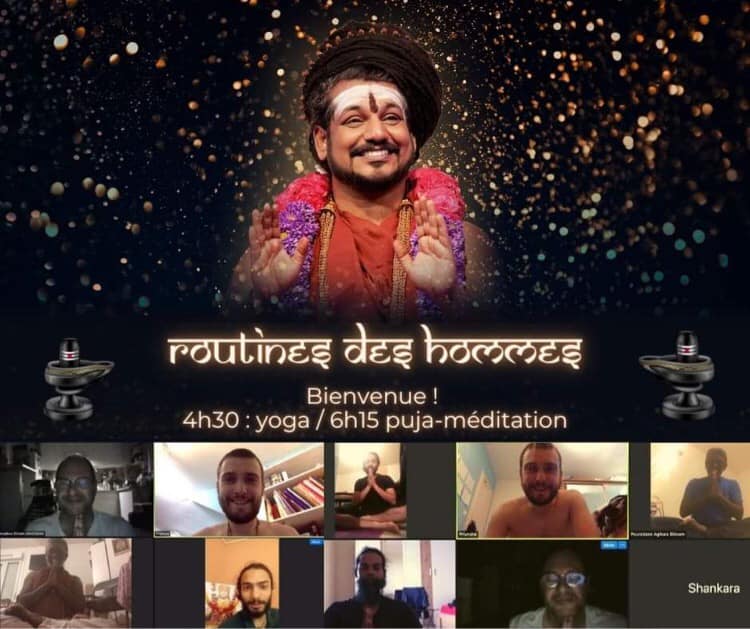 routines des hommes
Bienvenue !
4h30 : yoga / 6h15 puja-méditation
Shankara